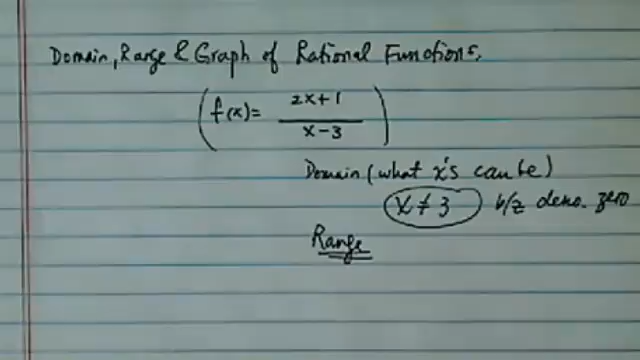 Domain, Range & Graph of Rational Functions.
(f(x) = 2x+1 / x-3)
Domain (what x's can be)
x ≠ 3 b/z deno. zero
Range